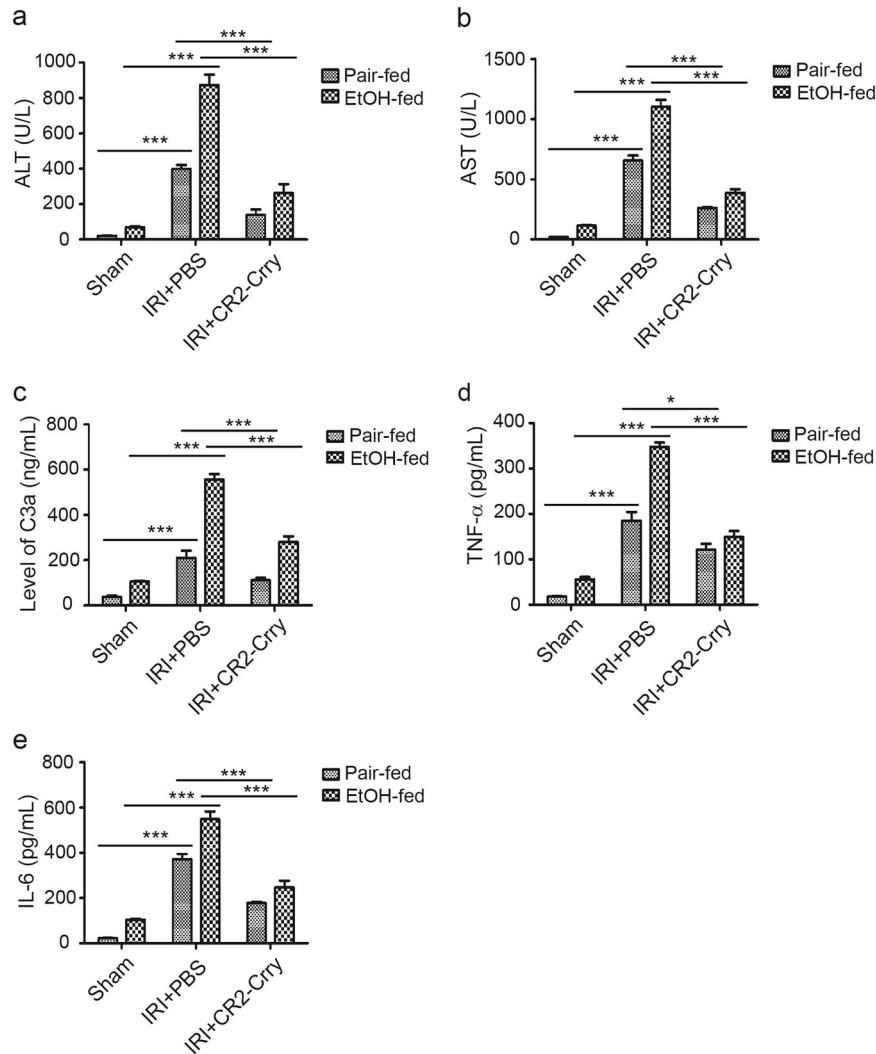 a
***
***
***
***
1000
800
600
400
200
0
ALT (U/L)
Sham
IRI+PBS
IRI+CR2-Crry
Pair-fed
EtOH-fed
b
***
***
***
***
1500
1000
500
0
AST (U/L)
Sham
IRI+PBS
IRI+CR2-Crry
Pair-fed
EtOH-fed
c
***
***
***
***
800
600
400
200
0
Level of C3a (ng/mL)
Sham
IRI+PBS
IRI+CR2-Crry
Pair-fed
EtOH-fed
d
*
***
***
***
400
300
200
100
0
TNF-α (pg/mL)
Sham
IRI+PBS
IRI+CR2-Crry
Pair-fed
EtOH-fed
e
***
***
***
***
800
600
400
200
0
IL-6 (pg/mL)
Sham
IRI+PBS
IRI+CR2-Crry
Pair-fed
EtOH-fed